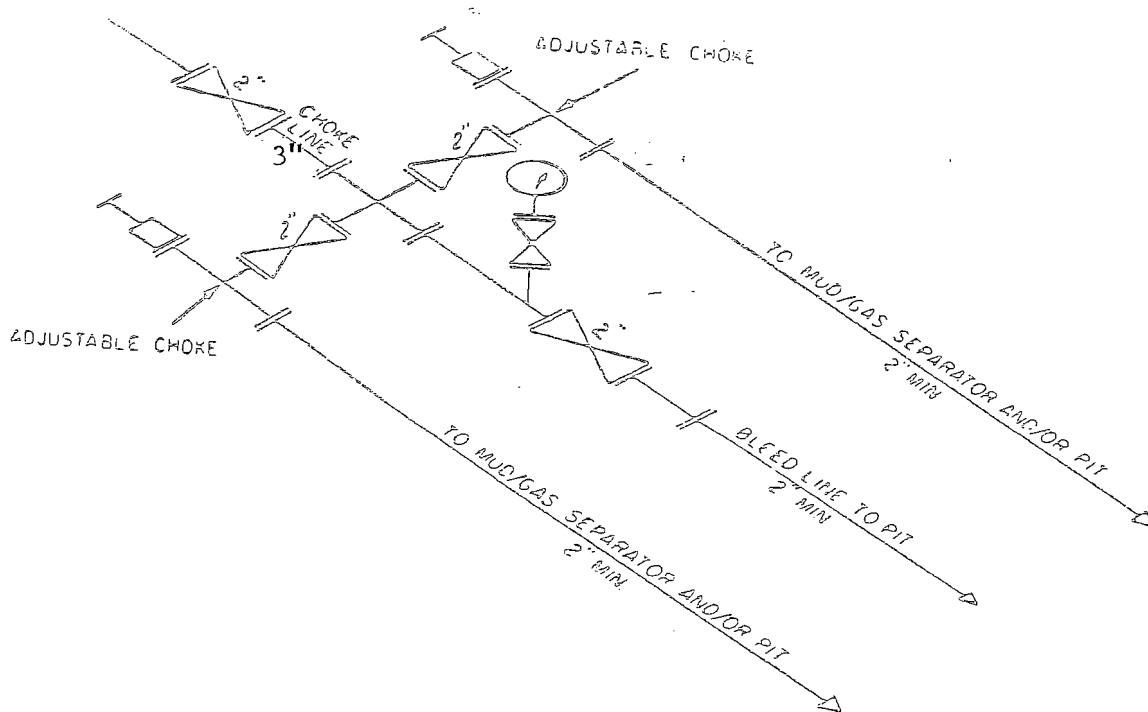 ADJUSTABLE CHOKE
2"
CHOKE
LINE
3"
2"
P
2"
ADJUSTABLE CHOKE
2"
TO MUD/GAS SEPARATOR AND/OR PIT
2" MIN
BLEED LINE TO PIT
2" MIN
TO MUD/GAS SEPARATOR AND/OR PIT
2" MIN.